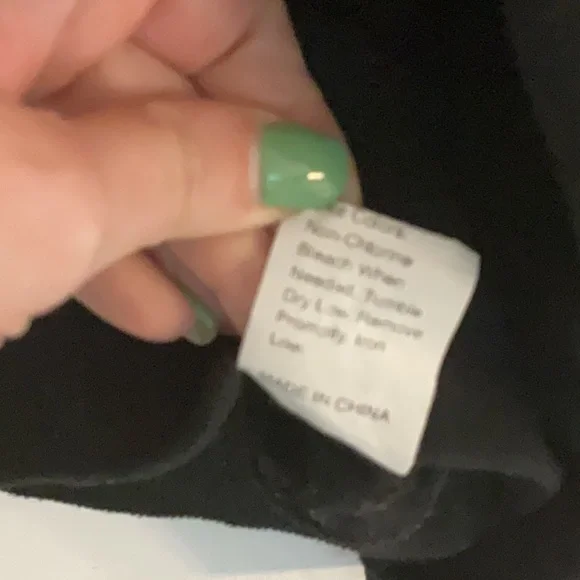 Colors.
Non-Chlorine
Bleach When
Needed, Tumble
Dry Low. Remove
Promptly. Iron
Low.
MADE IN CHINA